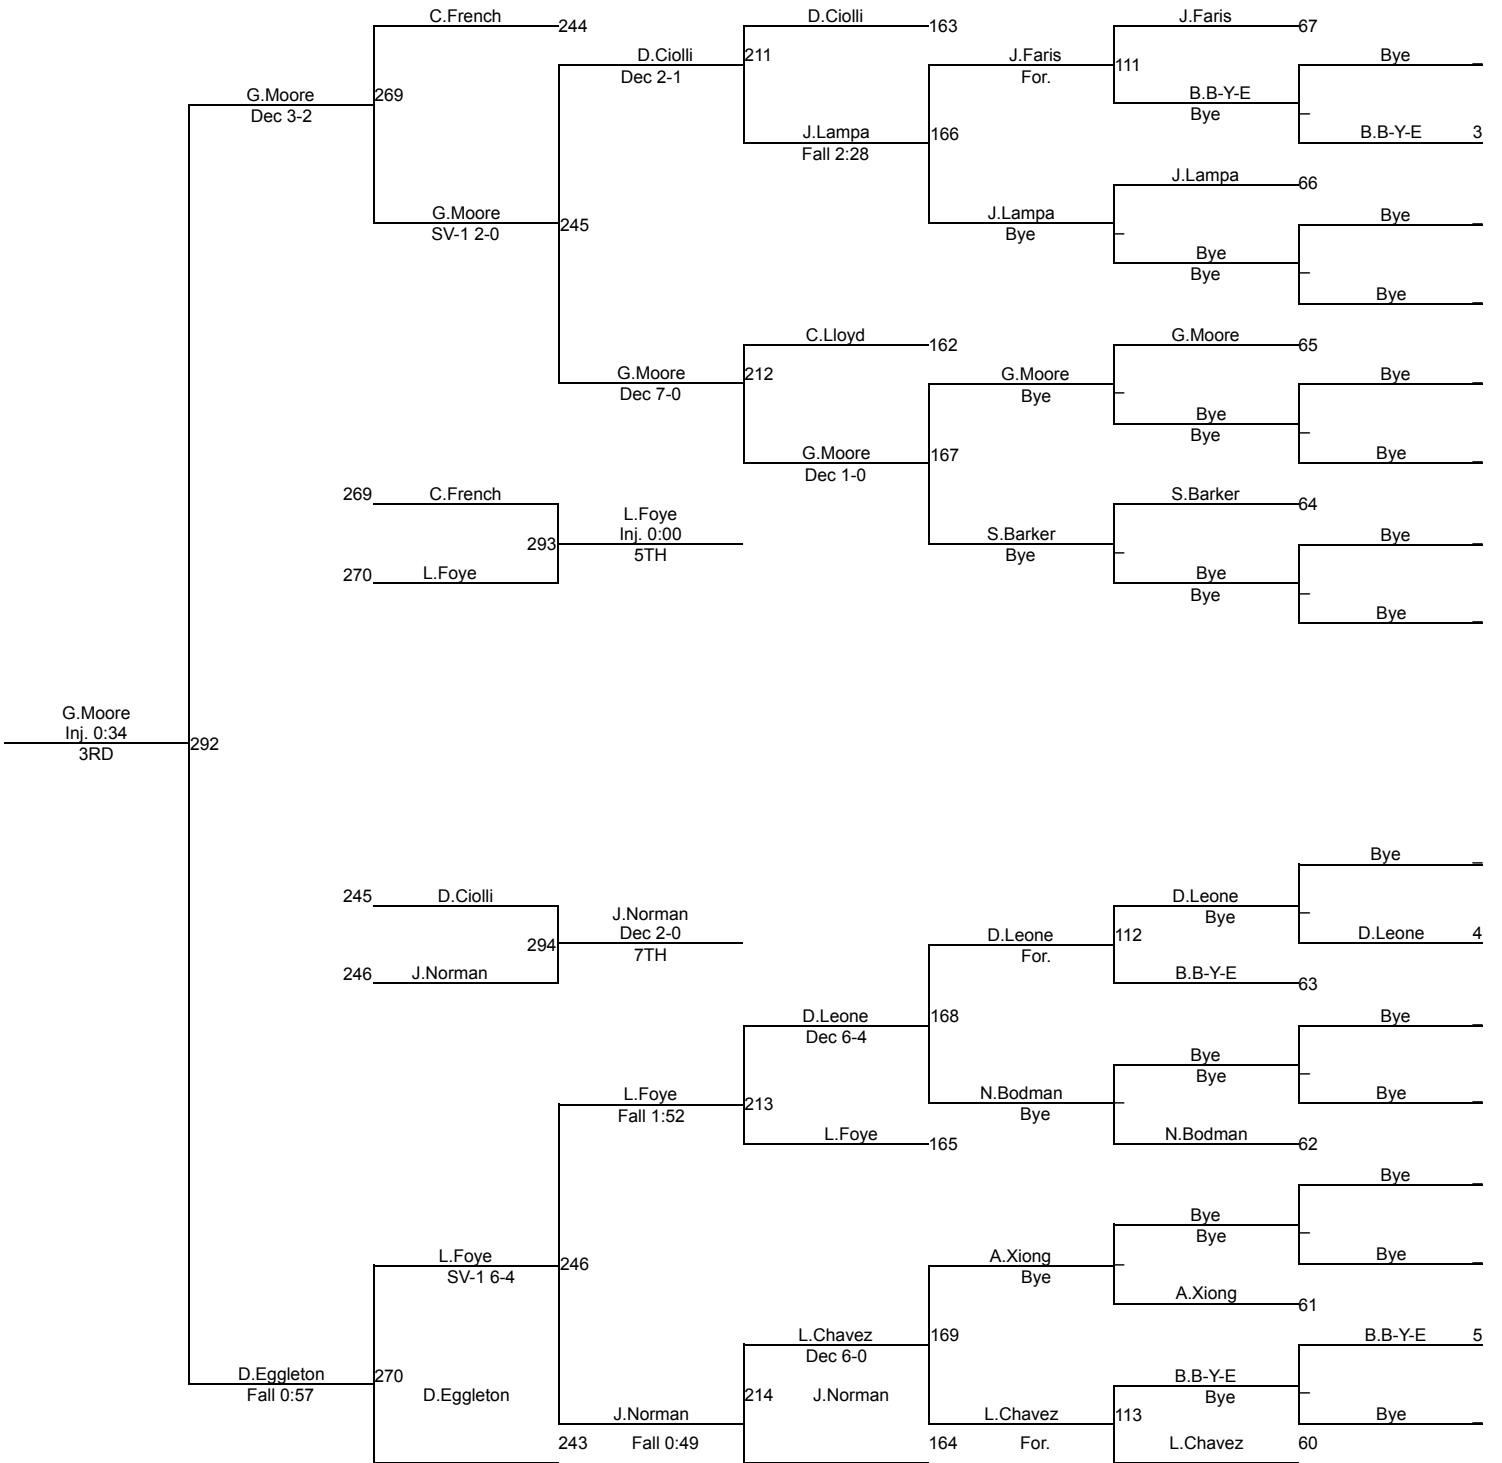 C.French
244
D.Ciolli
163
J.Faris
67
D.Ciolli
Dec 2-1
211
J.Faris
For.
111
Bye _
G.Moore
Dec 3-2
269
B.B-Y-E
Bye
_
J.Lampa
Fall 2:28
166
B.B-Y-E 3
J.Lampa
66
G.Moore
SV-1 2-0
245
J.Lampa
Bye
_
Bye _
Bye
Bye
_
Bye _
C.Lloyd
162
G.Moore
65
G.Moore
Dec 7-0
212
G.Moore
Bye
_
Bye _
Bye
Bye
_
G.Moore
Dec 1-0
167
Bye _
269 C.French
S.Barker
64
L.Foye
Inj. 0:00
5TH
293
S.Barker
Bye
_
Bye _
270 L.Foye
Bye
Bye
_
Bye _
G.Moore
Inj. 0:34
3RD
292
Bye _
245 D.Ciolli
D.Leone
Bye
_
J.Norman
Dec 2-0
7TH
294
D.Leone
For.
112
D.Leone 4
246 J.Norman
B.B-Y-E
63
D.Leone
Dec 6-4
168
Bye _
Bye
Bye
_
L.Foye
Fall 1:52
213
N.Bodman
Bye
_
Bye _
L.Foye
165
N.Bodman
62
Bye _
Bye
Bye
_
L.Foye
SV-1 6-4
246
A.Xiong
Bye
_
Bye _
A.Xiong
61
L.Chavez
Dec 6-0
169
B.B-Y-E 5
D.Eggleton
Fall 0:57
270
D.Eggleton
B.B-Y-E
Bye
_
214
J.Norman
J.Norman
Fall 0:49
L.Chavez
For.
113
Bye _
243
164
L.Chavez
60